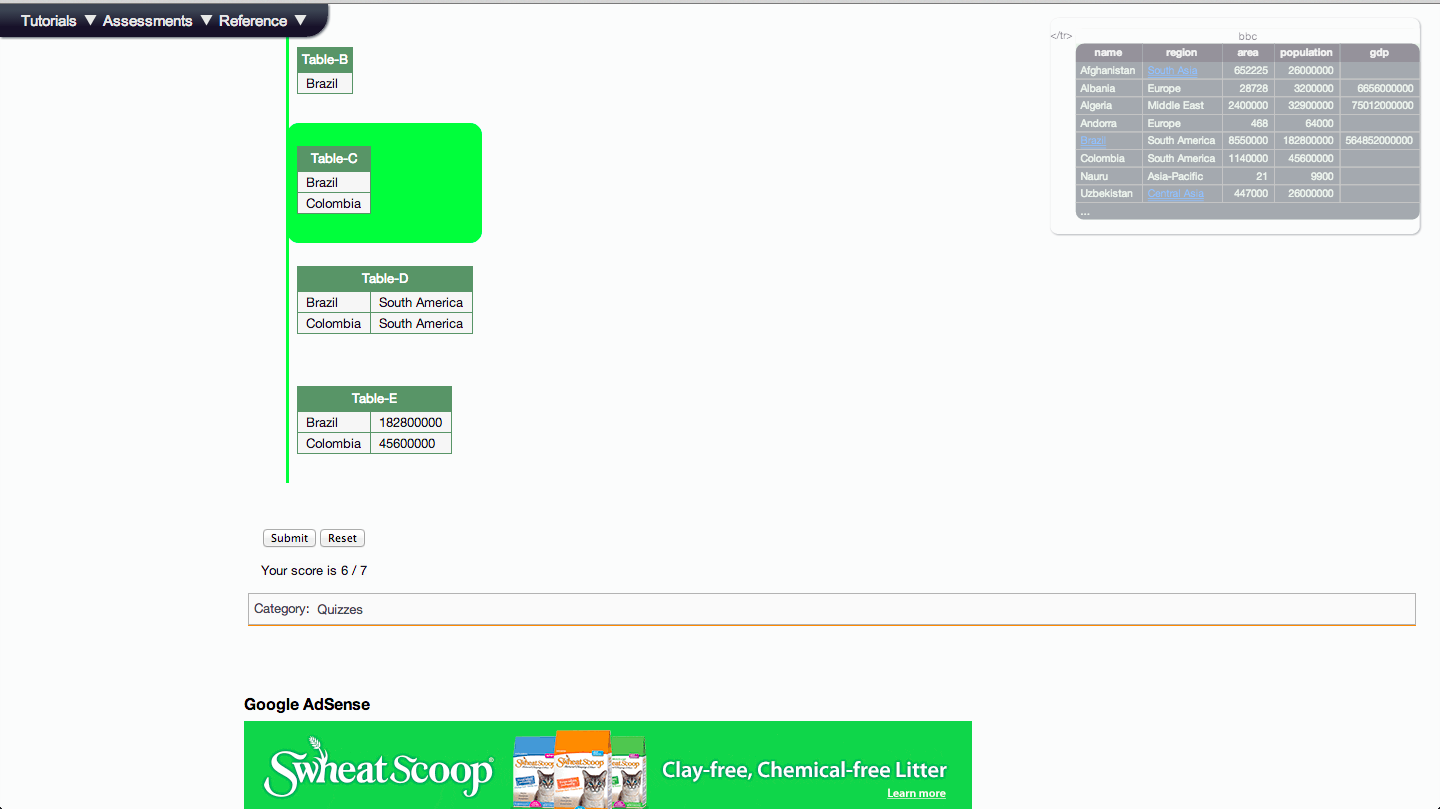 Tutorials ▼ Assessments ▼ Reference ▼
Table-B
Brazil
Table-C
Brazil
Colombia
Table-D
Brazil South America
Colombia South America
Table-E
Brazil 182800000
Colombia 45600000
Submit Reset
Your score is 6 / 7
Category: Quizzes
Google AdSense
Swheat Scoop®
Clay-free, Chemical-free Litter
Learn more
</tr>
bbc
name region area population gdp
Afghanistan South Asia 652225 26000000
Albania Europe 28728 3200000 6656000000
Algeria Middle East 2400000 32900000 75012000000
Andorra Europe 468 64000
Brazil South America 8550000 182800000 564852000000
Colombia South America 1140000 45600000
Nauru Asia-Pacific 21 9900
Uzbekistan Central Asia 447000 26000000
...